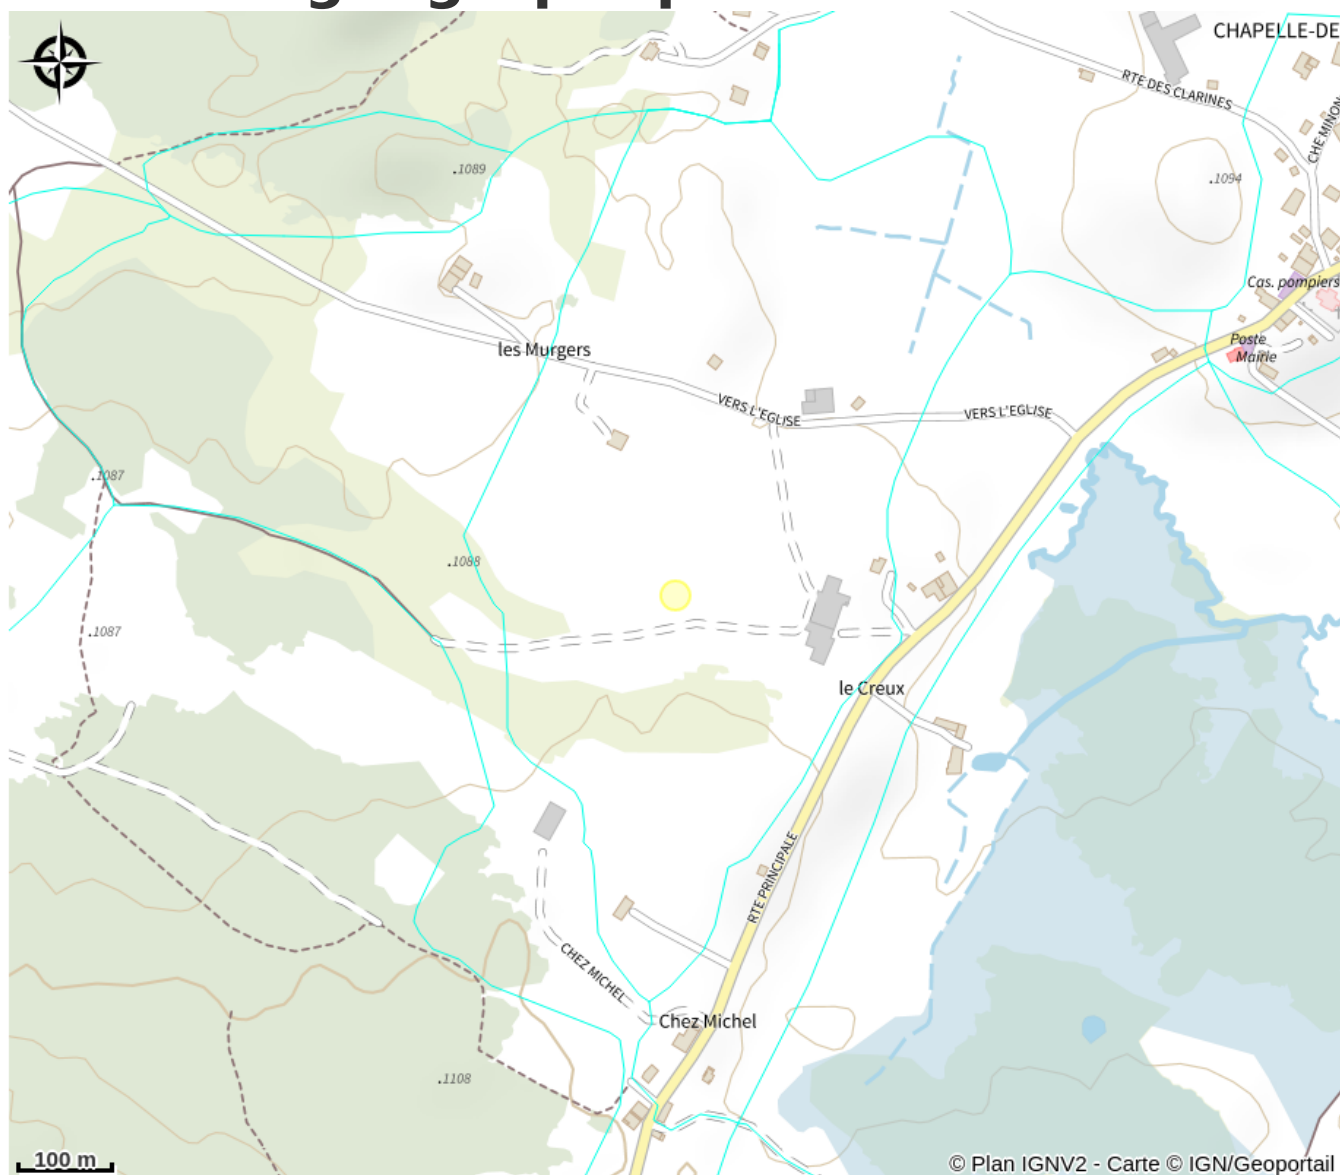 CHAPELLE-DE
RTE DES CLARINES
CHE MINON
.1089
.1094
Cas. pompiers
les Murgers
Poste
Mairie
VERS L'EGLISE
VERS L'EGLISE
.1087
.1088
.1087
le Creux
RTE PRINCIPALE
CHEZ MICHEL
Chez Michel
.1108
100 m
© Plan IGNV2 - Carte © IGN/Geoportail